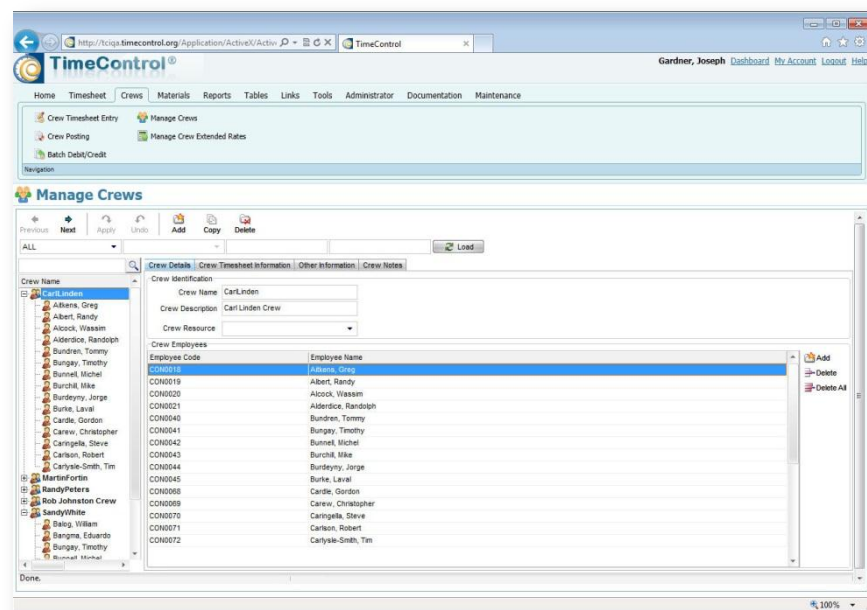 http://tciqa.timecontrol.org/Application/ActiveX/Activ
TimeControl
TimeControl®
Gardner, Joseph Dashboard My Account Logout Help
Home Timesheet Crews Materials Reports Tables Links Tools Administrator Documentation Maintenance
Crew Timesheet Entry Manage Crews
Crew Posting Manage Crew Extended Rates
Batch Debit/Credit
Navigation
Manage Crews
Previous Next Apply Undo Add Copy Delete
ALL Load
Crew Details Crew Timesheet Information Other Information Crew Notes
Crew Name
CarlLinden
Aitkens, Greg
Albert, Randy
Alcock, Wassim
Alderdice, Randolph
Bundren, Tommy
Bungay, Timothy
Bunnell, Michel
Burchill, Mike
Burdeyny, Jorge
Burke, Laval
Cardle, Gordon
Carew, Christopher
Caringella, Steve
Carlson, Robert
Carlysle-Smith, Tim
MartinFortin
RandyPeters
Rob Johnston Crew
SandyWhite
Balog, William
Bangma, Eduardo
Bungay, Timothy
Bunnell, Michel
Crew Identification
Crew Name CarlLinden
Crew Description Carl Linden Crew
Crew Resource
Crew Employees
Employee Code Employee Name
CON0018 Aitkens, Greg
CON0019 Albert, Randy
CON0020 Alcock, Wassim
CON0021 Alderdice, Randolph
CON0040 Bundren, Tommy
CON0041 Bungay, Timothy
CON0042 Bunnell, Michel
CON0043 Burchill, Mike
CON0044 Burdeyny, Jorge
CON0045 Burke, Laval
CON0068 Cardle, Gordon
CON0069 Carew, Christopher
CON0070 Caringella, Steve
CON0071 Carlson, Robert
CON0072 Carlysle-Smith, Tim
Add
Delete
Delete All
Done.
100%